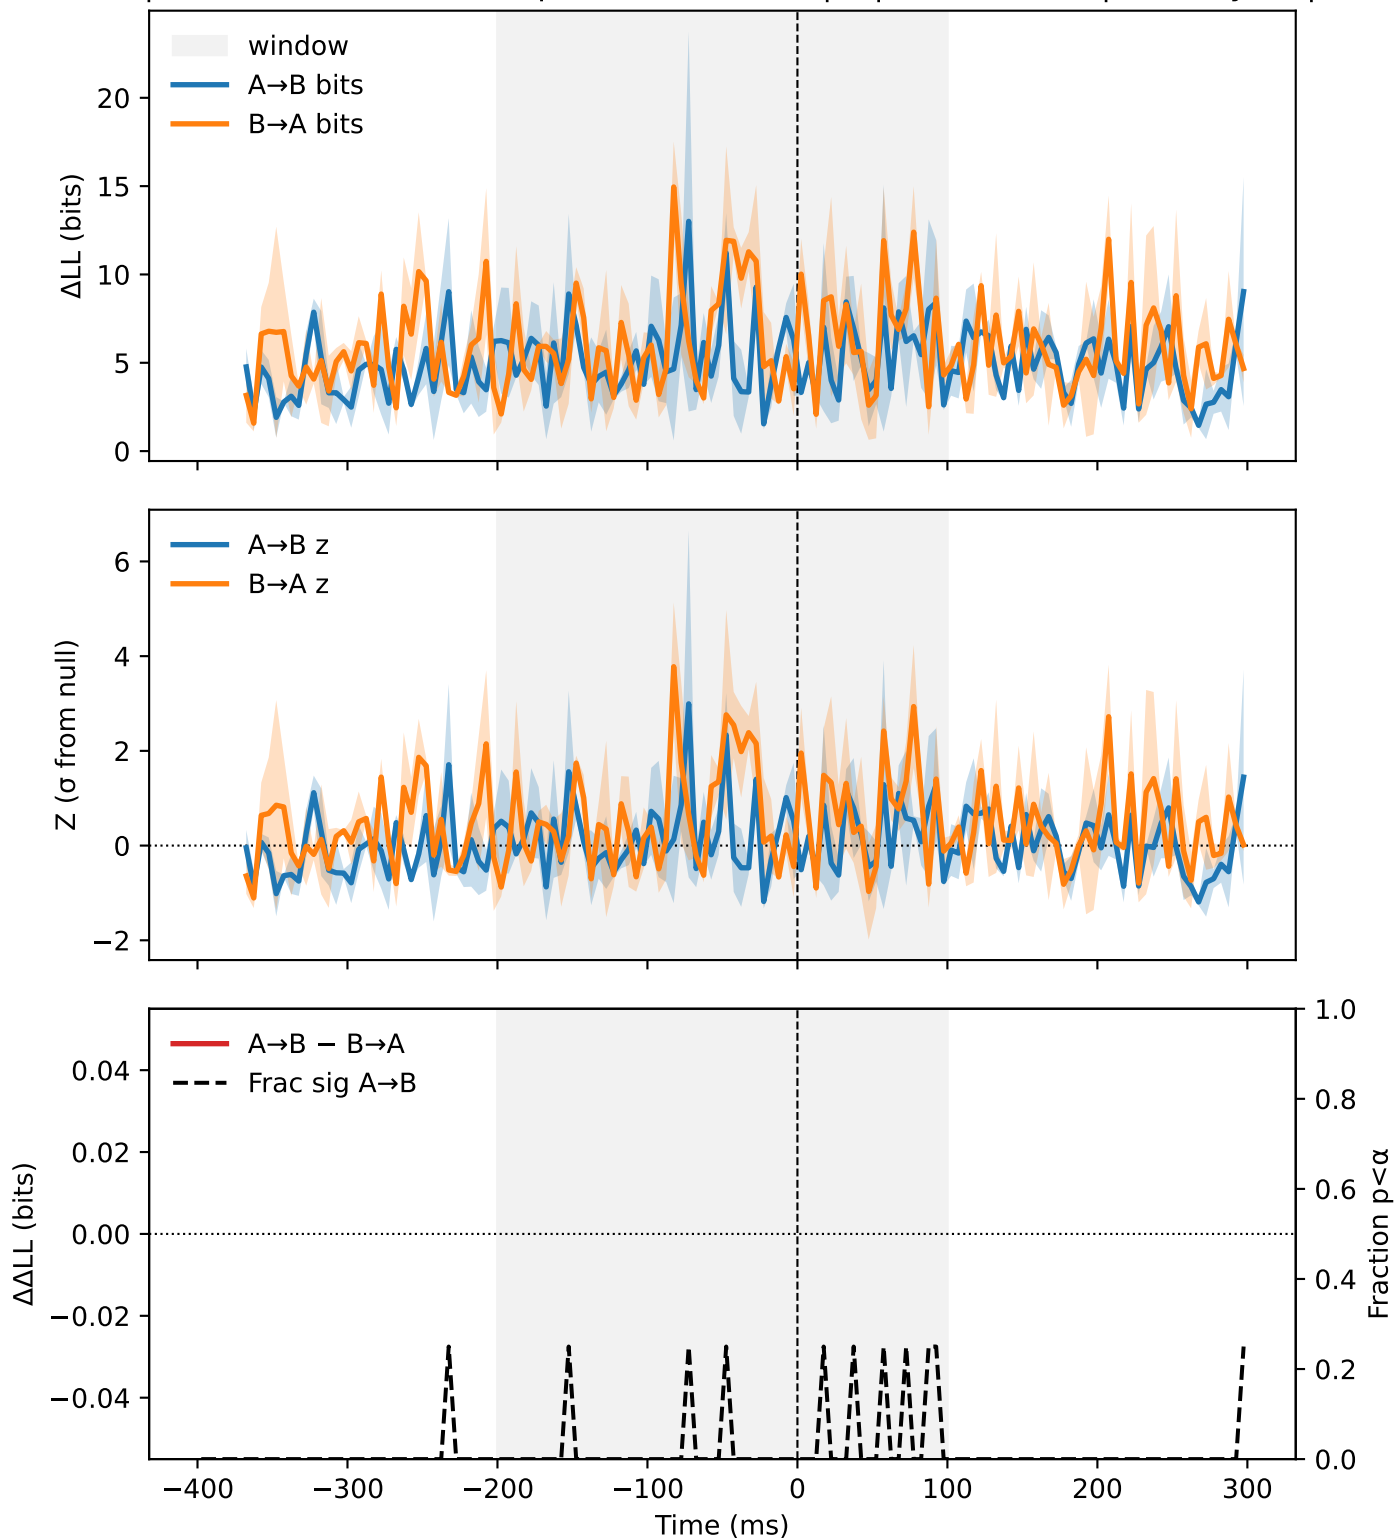 window
A→B bits
B→A bits
20
15
10
5
0
ΔLL (bits)
A→B z
B→A z
6
4
2
0
−2
Z (σ from null)
A→B − B→A
Frac sig A→B
0.04
0.02
0.00
−0.02
−0.04
ΔΔLL (bits)
1.0
0.8
0.6
0.4
0.2
0.0
Fraction p<α
−400 −300 −200 −100 0 100 200 300
Time (ms)